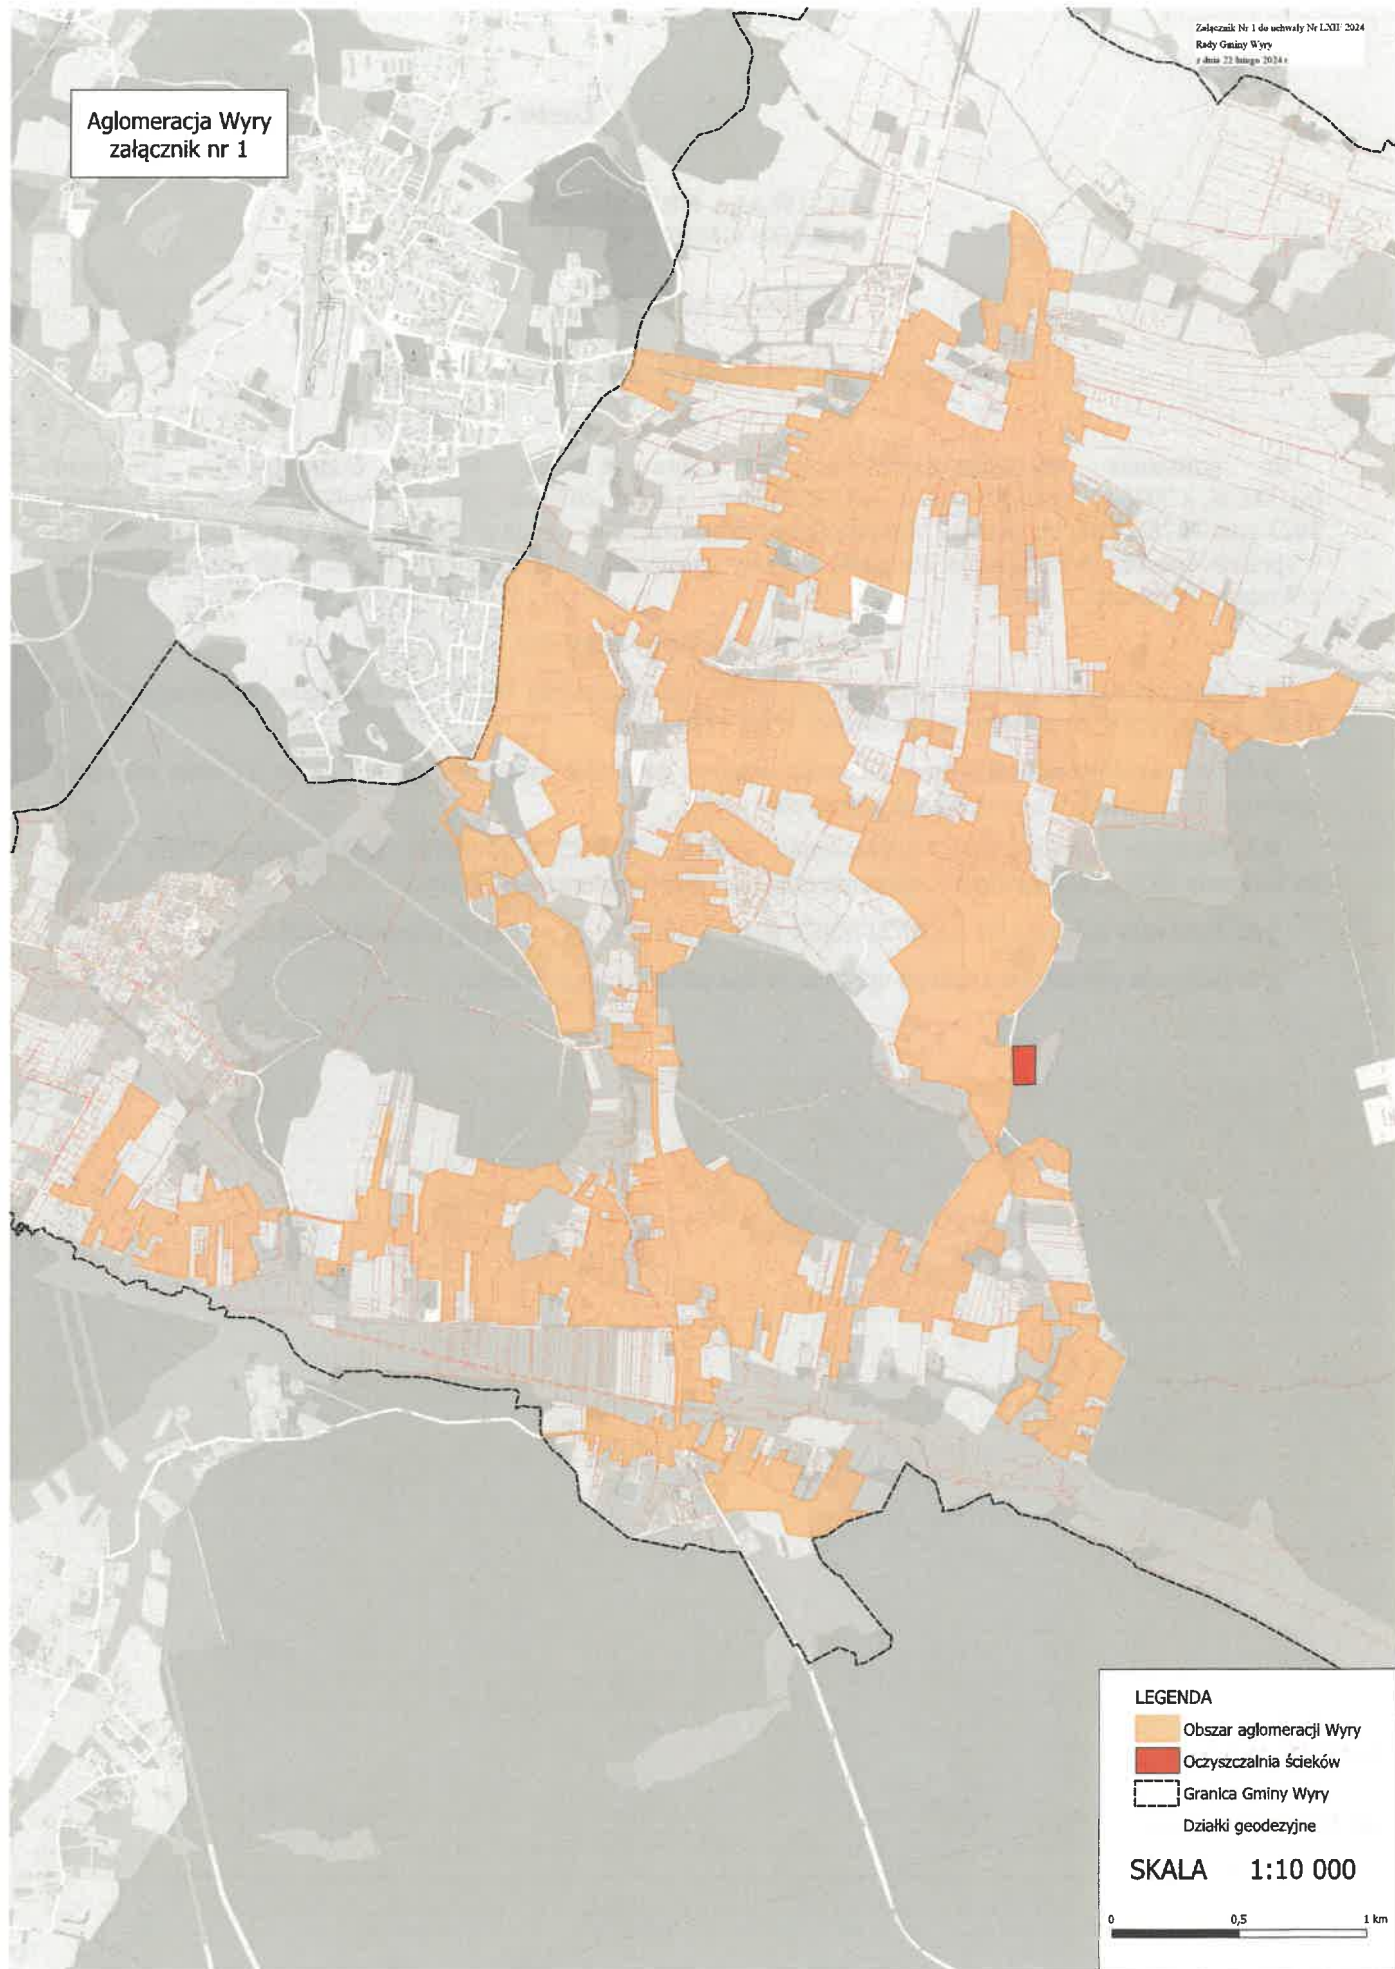 Załącznik Nr 1 do uchwały Nr LXII/ 2024
Rady Gminy Wyry
z dnia 22 lutego 2024 r.
Aglomeracja Wyry
załącznik nr 1
LEGENDA
Obszar aglomeracji Wyry
Oczyszczalnia ścieków
Granica Gminy Wyry
Działki geodezyjne
SKALA 1:10 000
0 0,5 1 km